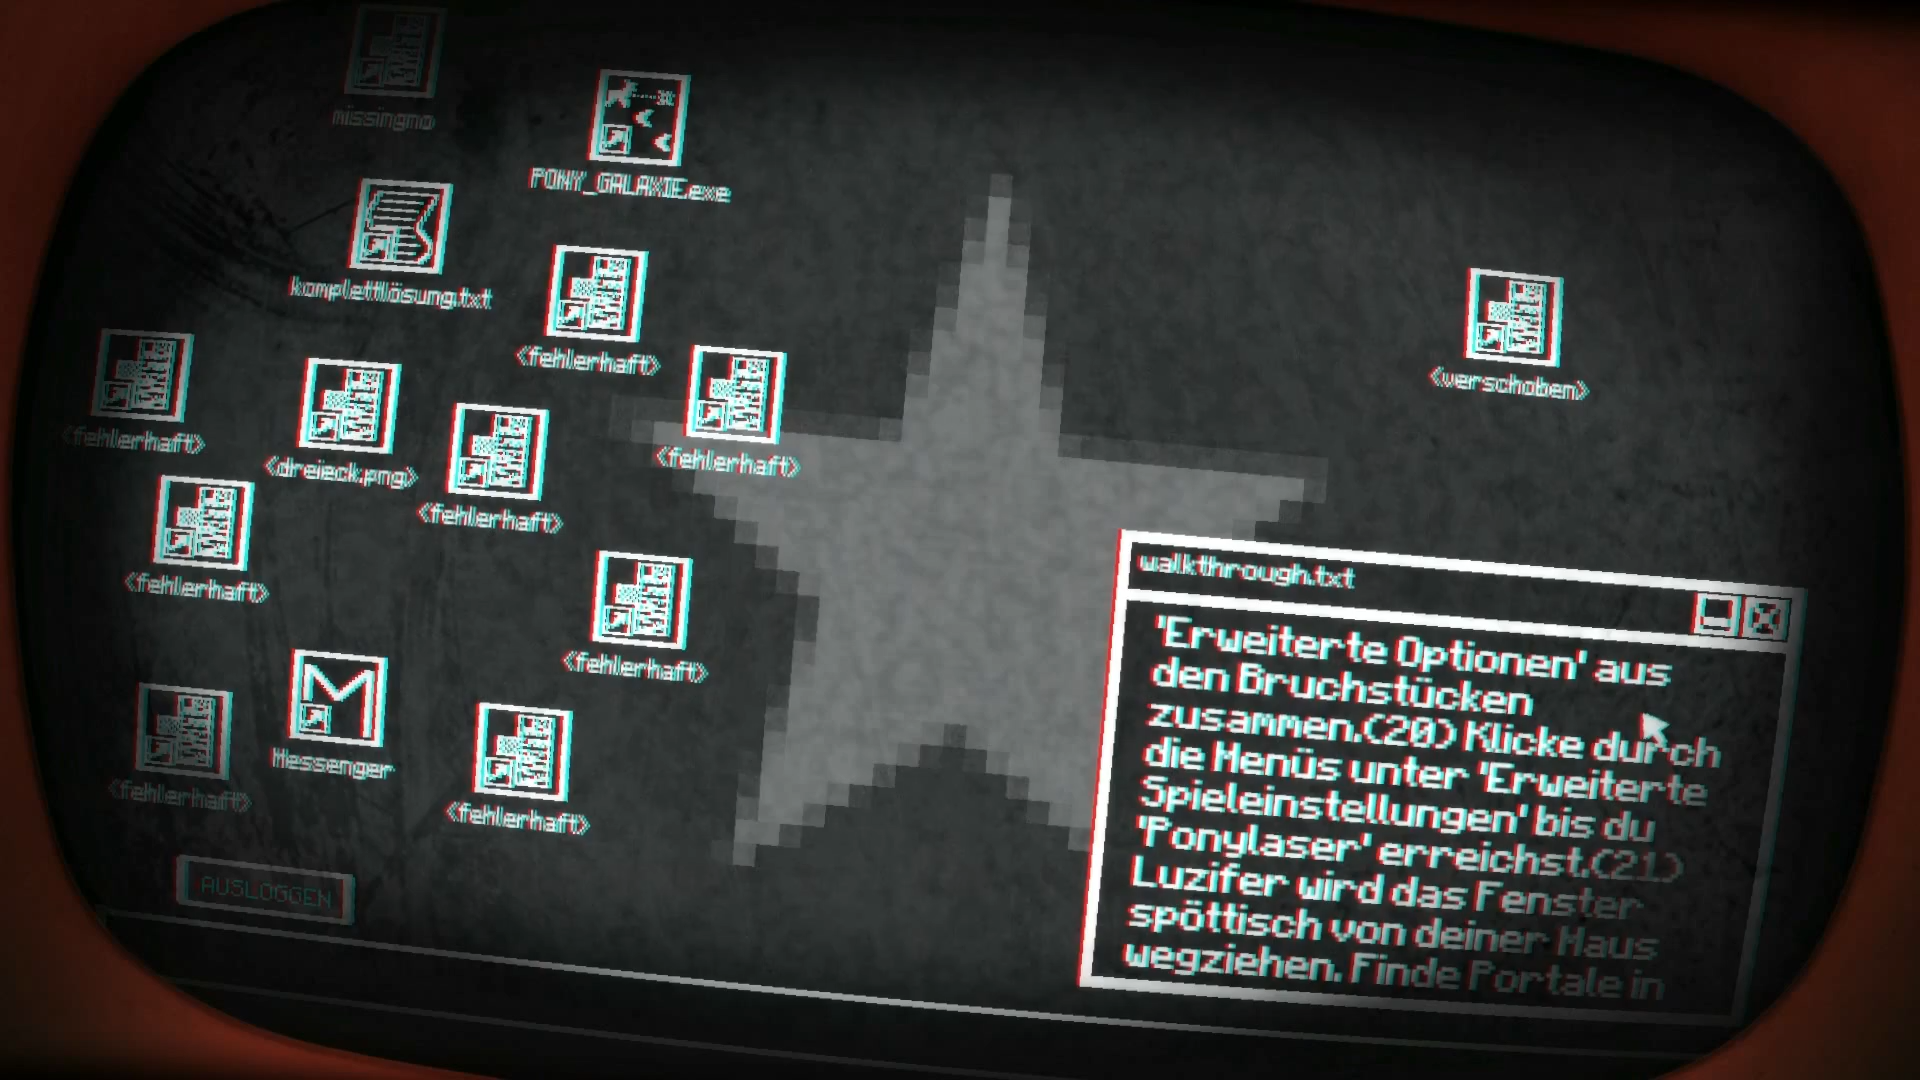 missingno
PONY_GALAXIE.exe
komplettlösung.txt
<fehlerhaft>
<verschoben>
<fehlerhaft>
<dreieck.png>
<fehlerhaft>
<fehlerhaft>
<fehlerhaft>
<fehlerhaft>
Messenger
<fehlerhaft>
<fehlerhaft>
AUSLOGGEN
walkthrough.txt
'Erweiterte Optionen' aus
den Bruchstücken
zusammen.(20) Klicke durch
die Menüs unter 'Erweiterte
Spieleinstellungen' bis du
'Ponylaser' erreichst.(21)
Luzifer wird das Fenster
spöttisch von deiner Maus
wegziehen. Finde Portale in